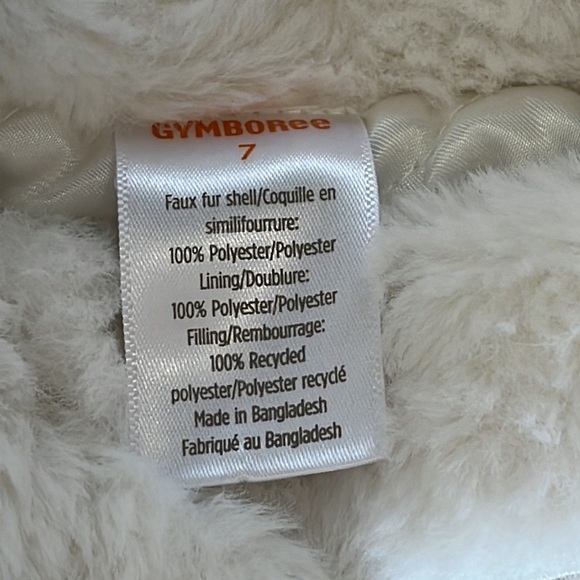 GYMBOREE
7
Faux fur shell/Coquille en
similifourrure:
100% Polyester/Polyester
Lining/Doublure:
100% Polyester/Polyester
Filling/Rembourrage:
100% Recycled
polyester/Polyester recyclé
Made in Bangladesh
Fabriqué au Bangladesh